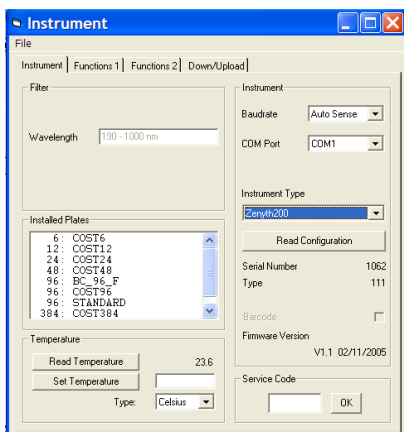 Instrument
File
Instrument
Functions 1
Functions 2
Down/Upload
Filter
Wavelength
190 - 1000 nm
Installed Plates
6: COST6
12: COST12
24: COST24
48: COST48
96: BC_96_F
96: COST96
96: STANDARD
384: COST384
Temperature
Read Temperature 23.6
Set Temperature
Type: Celsius
Instrument
Baudrate Auto Sense
COM Port COM1
Instrument Type
Zenyth200
Read Configuration
Serial Number 1062
Type 111
Barcode
Firmware Version
V1.1 02/11/2005
Service Code
OK